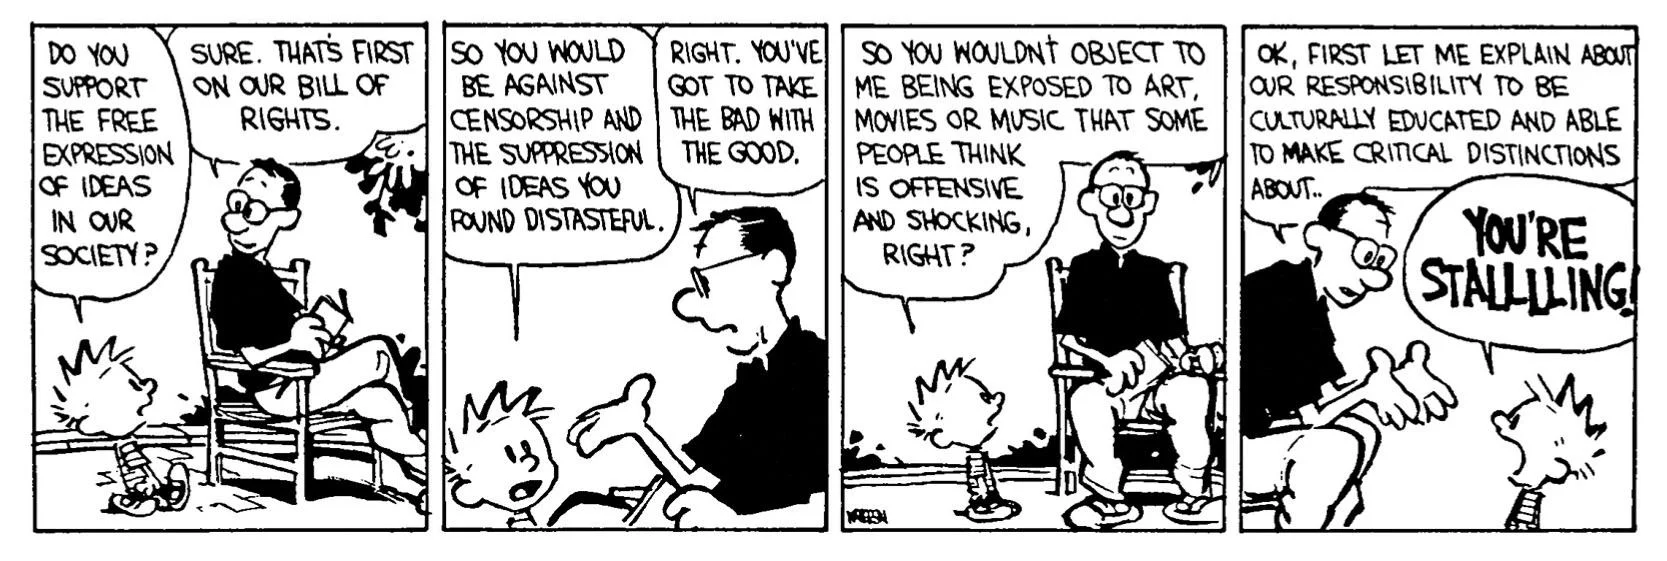 DO YOU
SUPPORT
THE FREE
EXPRESSION
OF IDEAS
IN OUR
SOCIETY?
SURE. THAT'S FIRST
ON OUR BILL OF
RIGHTS.
SO YOU WOULD
BE AGAINST
CENSORSHIP AND
THE SUPPRESSION
OF IDEAS YOU
FOUND DISTASTEFUL.
RIGHT. YOU'VE
GOT TO TAKE
THE BAD WITH
THE GOOD.
SO YOU WOULDN'T OBJECT TO
ME BEING EXPOSED TO ART,
MOVIES OR MUSIC THAT SOME
PEOPLE THINK
IS OFFENSIVE
AND SHOCKING,
RIGHT?
OK, FIRST LET ME EXPLAIN ABOUT
OUR RESPONSIBILITY TO BE
CULTURALLY EDUCATED AND ABLE
TO MAKE CRITICAL DISTINCTIONS
ABOUT..
YOU'RE
STALLLLING!